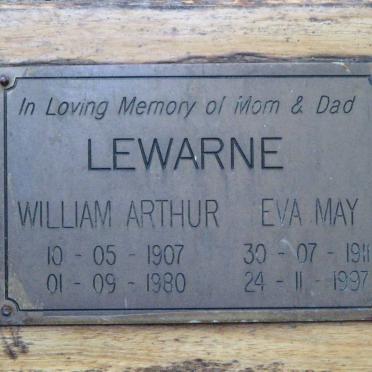 In Loving Memory of Mom & Dad
LEWARNE
WILLIAM ARTHUR EVA MAY
10 - 05 - 1907 30 - 07 - 1911
01 - 09 - 1980 24 - 11 - 1997